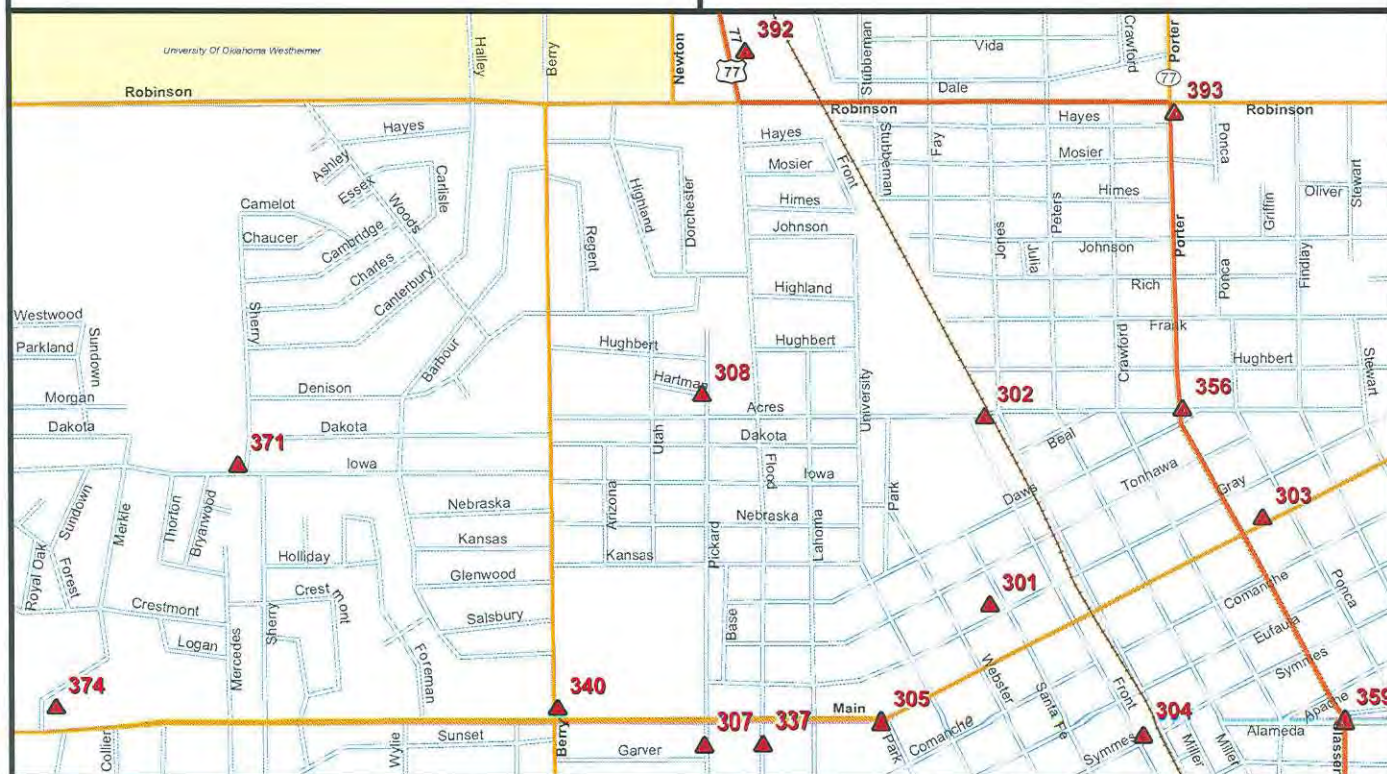 University Of Oklahoma Westheimer
Halley
Berry
Newton
77
77
392
Stubbeman
Vida
Crawford
Porter
77
Dale
Robinson
Robinson
393
Robinson
Hayes
Ashley
Essex
Woods
Carlisle
Highland
Dorchester
Hayes
Mosier
Front
Stubbeman
Fay
Hayes
Mosier
Ponca
Stewart
Camelot
Chaucer
Cambridge
Charles
Canterbury
Regent
Himes
Johnson
Jones
Julia
Peters
Himes
Johnson
Porter
Griffin
Oliver
Findlay
Ponca
Rich
Highland
Westwood
Sundown
Parkland
Sherry
Barbour
Hughbert
Hughbert
Frank
Crawford
Hughbert
Stewart
Denison
Hartman
308
University
302
356
Morgan
Dakota
Acres
Dakota
371
Dakota
Utah
Flood
Beal
Iowa
Iowa
Tonhawa
Gray
Daws
303
Sundown
Merkle
Thorton
Bryarwood
Nebraska
Arizona
Nebraska
Pickard
Lahoma
Park
Kansas
Kansas
Holliday
Royal Oak
Forest
Glenwood
Comanche
Ponca
301
Crestmont
Crest mont
Salsbury
Base
Eufaula
Logan
Mercedes
Sherry
Foreman
Webster
Santa Fe
Front
Symmes
Apache
374
340
307
337
Main
305
304
359
Collier
Wylie
Sunset
Berry
Garver
Park
Comanche
Symmes
Miller
Miller
Alameda